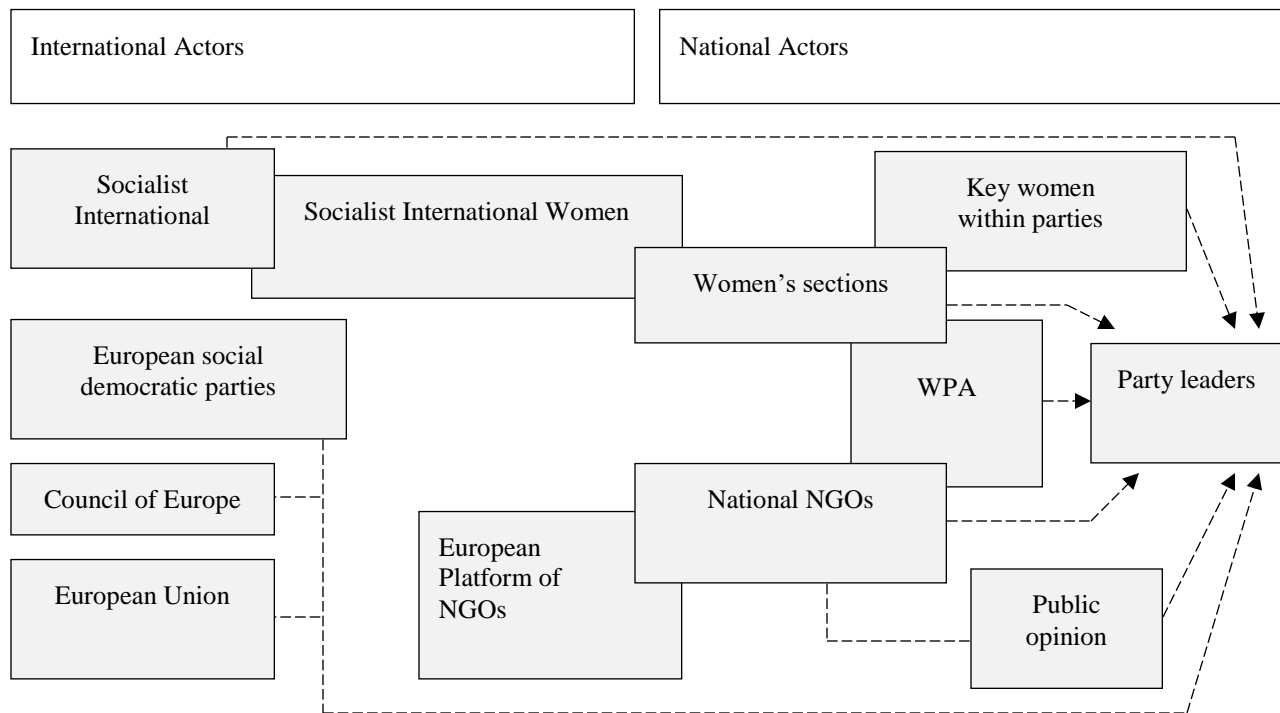 International Actors
National Actors
Socialist
International
Socialist International Women
Key women
within parties
Women’s sections
European social
democratic parties
WPA
Party leaders
Council of Europe
National NGOs
European
Platform of
NGOs
European Union
Public
opinion